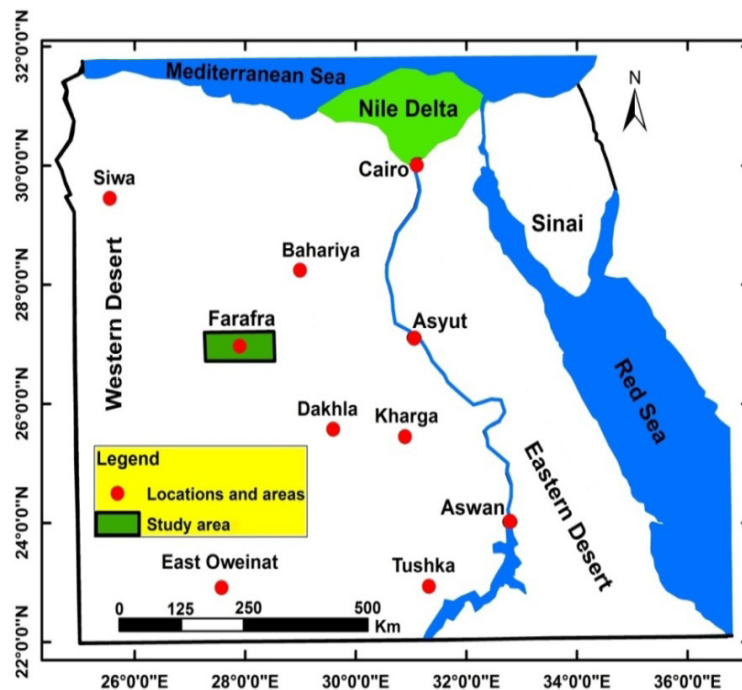 32°0'0"N
30°0'0"N
28°0'0"N
26°0'0"N
24°0'0"N
22°0'0"N
Mediterranean Sea
N
Nile Delta
Cairo
Siwa
Sinai
Bahariya
Western Desert
Farafra
Asyut
Red Sea
Dakhla
Kharga
Eastern Desert
Legend
Locations and areas
Study area
Aswan
East Oweinat
Tushka
0 125 250 500
Km
26°0'0"E 28°0'0"E 30°0'0"E 32°0'0"E 34°0'0"E 36°0'0"E